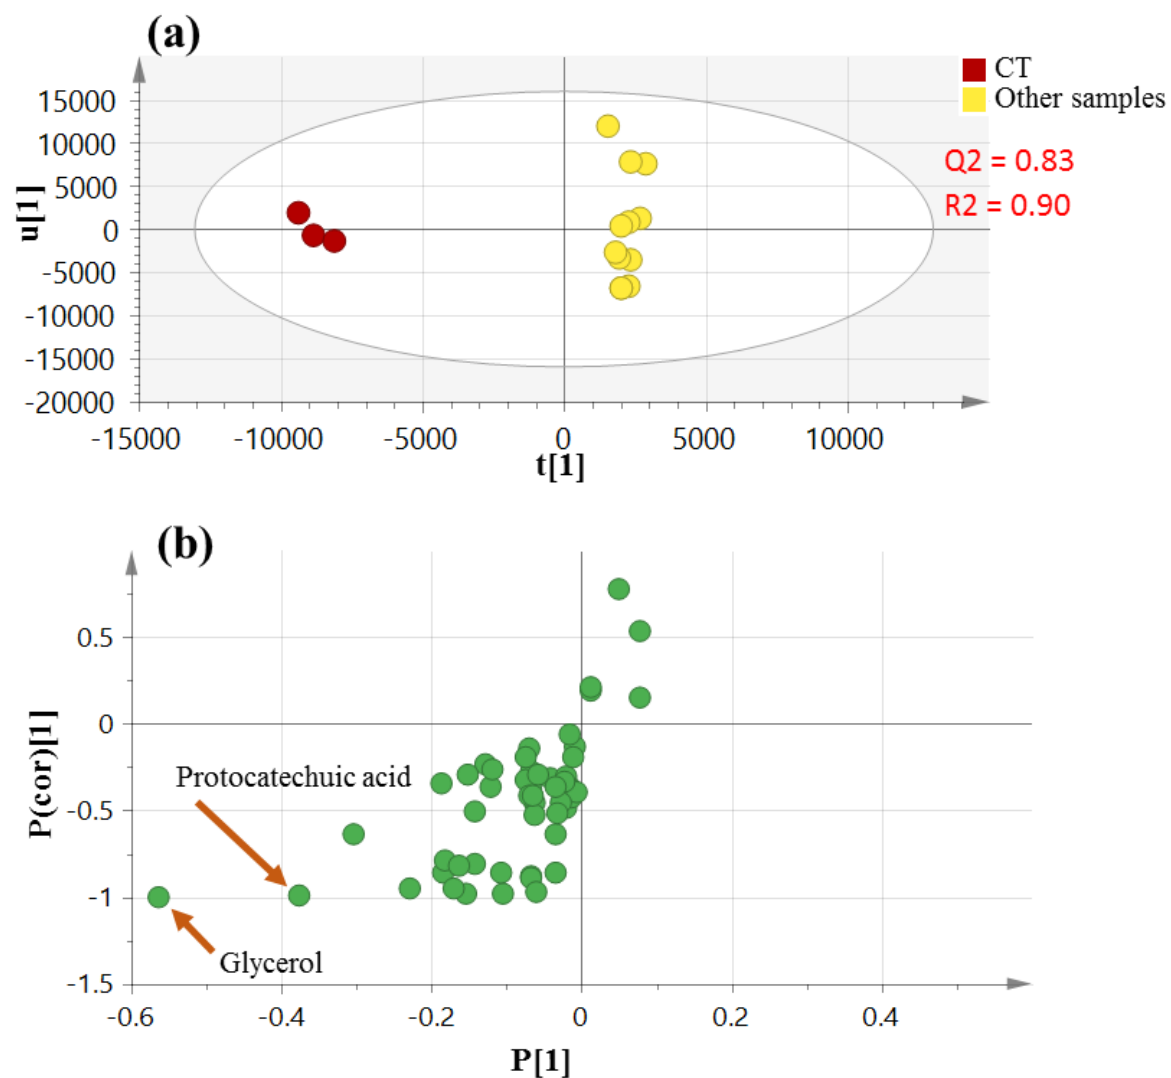 (a)
CT
Other samples
Q2 = 0.83
R2 = 0.90
15000
10000
5000
0
-5000
-10000
-15000
-20000
u[1]
-15000 -10000 -5000 0 5000 10000
t[1]
(b)
0.5
0
-0.5
-1
-1.5
P(cor)[1]
Protocatechuic acid
Glycerol
-0.6 -0.4 -0.2 0 0.2 0.4
P[1]